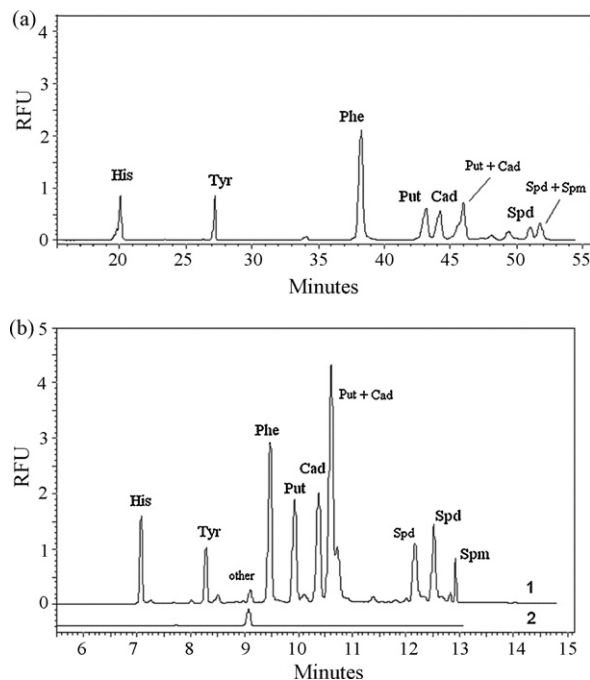 (a)
4
3
2
1
0
RFU
His
Tyr
Phe
Put
Cad
Put + Cad
Spd
Spd + Spm
20 25 30 35 40 45 50 55
Minutes
(b)
5
4
3
2
1
0
RFU
His
Tyr
other
Phe
Put
Cad
Put + Cad
Spd
Spd
Spm
1
2
6 7 8 9 10 11 12 13 14 15
Minutes